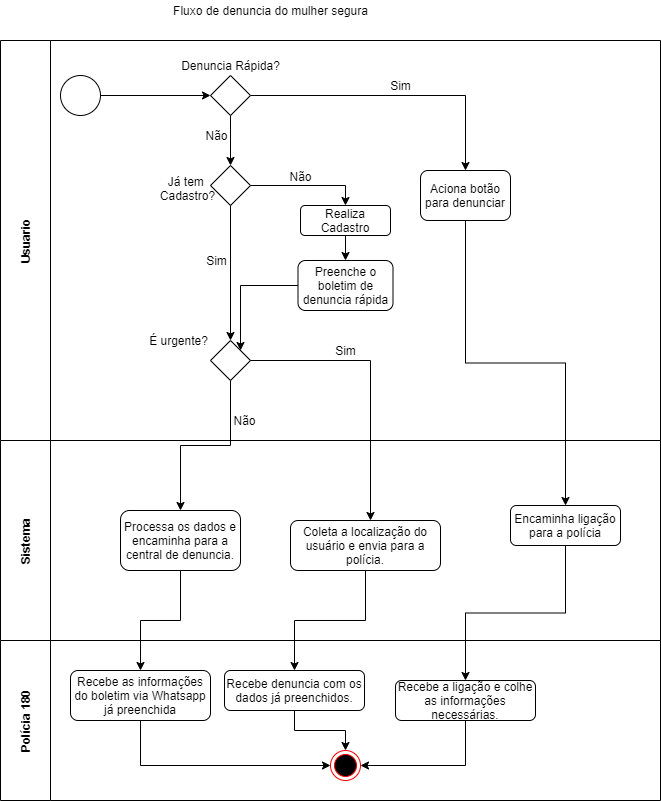 Fluxo de denuncia do mulher segura
Denuncia Rápida?
Sim
Não
Já tem
Cadastro?
Não
Aciona botão
para denunciar
Realiza
Cadastro
Usuario
Sim
Preenche o
boletim de
denuncia rápida
É urgente?
Sim
Não
Sistema
Processa os dados e
encaminha para a
central de denuncia.
Coleta a localização do
usuário e envia para a
polícia.
Encaminha ligação
para a polícia
Polícia 180
Recebe as informações
do boletim via Whatsapp
já preenchida
Recebe denuncia com os
dados já preenchidos.
Recebe a ligação e colhe
as informações
necessárias.